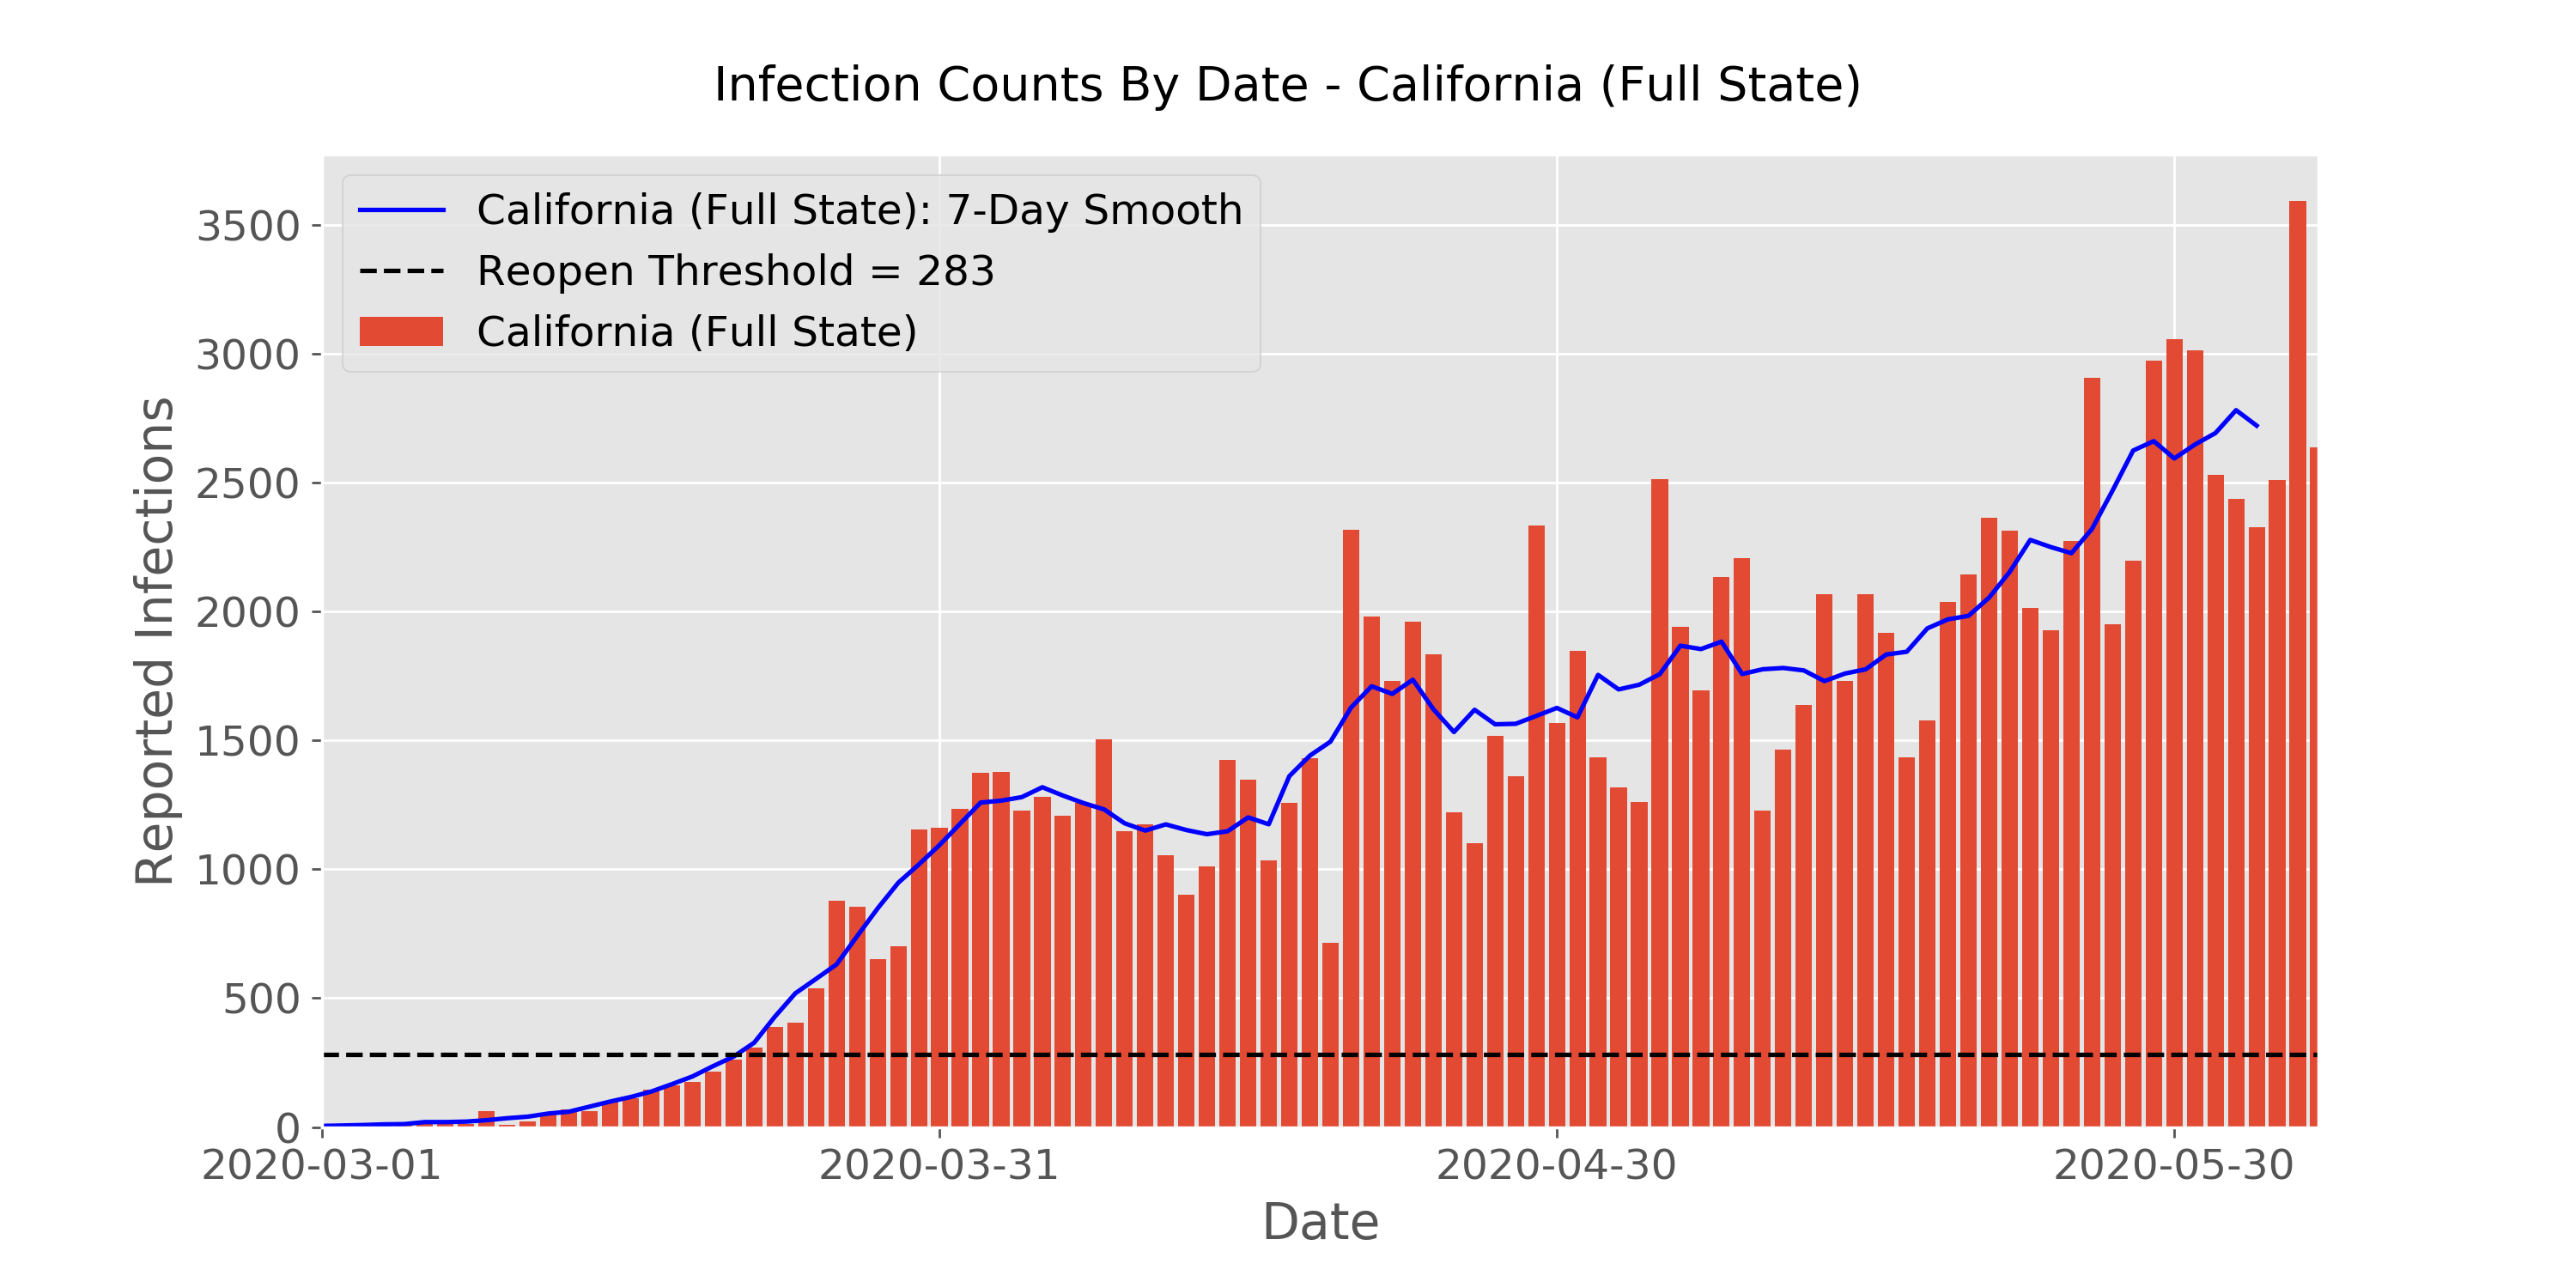 Infection Counts By Date - California (Full State)
California (Full State): 7-Day Smooth
Reopen Threshold = 283
California (Full State)
Reported Infections
3500
3000
2500
2000
1500
1000
500
0
2020-03-01 2020-03-31 2020-04-30 2020-05-30
Date